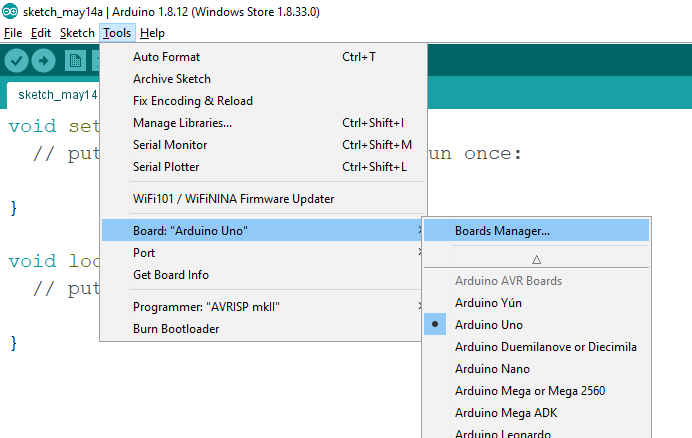 sketch_may14a | Arduino 1.8.12 (Windows Store 1.8.33.0)
File Edit Sketch Tools Help
sketch_may14
void set
// put
un once:
}
void loo
// put
}
Auto Format Ctrl+T
Archive Sketch
Fix Encoding & Reload
Manage Libraries... Ctrl+Shift+I
Serial Monitor Ctrl+Shift+M
Serial Plotter Ctrl+Shift+L
WiFi101 / WiFiNINA Firmware Updater
Board: "Arduino Uno"
Port
Get Board Info
Programmer: "AVRISP mkII"
Burn Bootloader
Boards Manager...
Arduino AVR Boards
Arduino Yún
Arduino Uno
Arduino Duemilanove or Diecimila
Arduino Nano
Arduino Mega or Mega 2560
Arduino Mega ADK
Arduino Leonardo